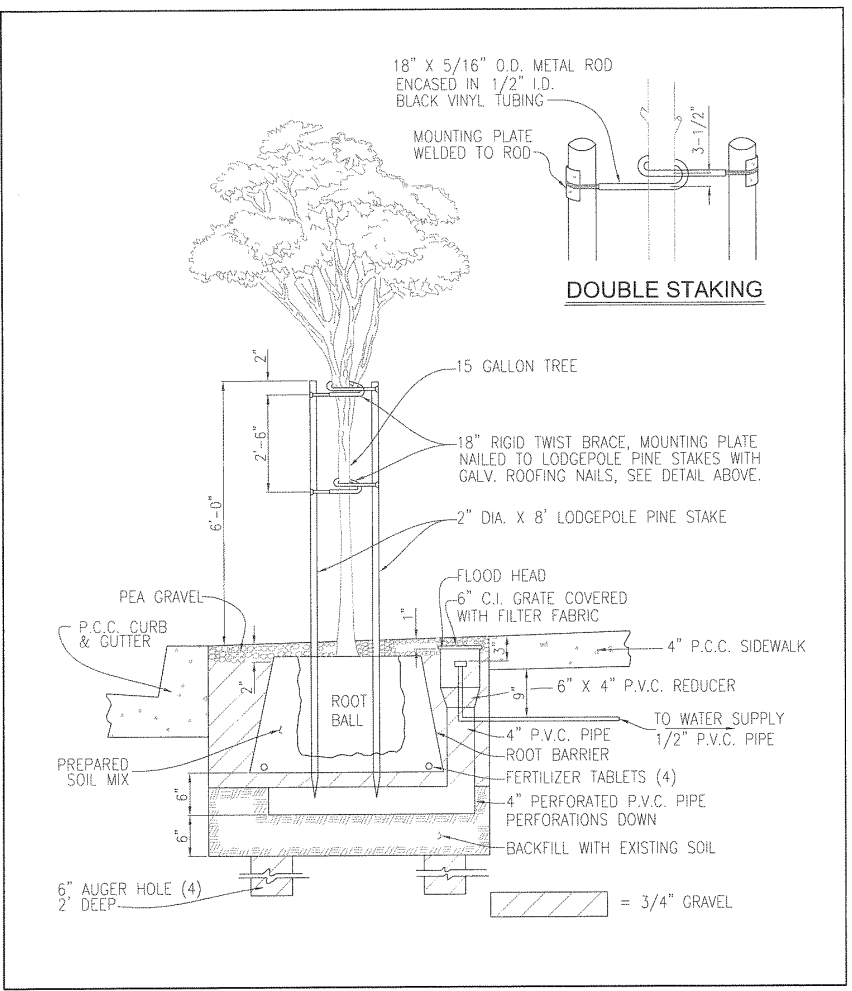 18" X 5/16" O.D. METAL ROD
ENCASED IN 1/2" I.D.
BLACK VINYL TUBING
MOUNTING PLATE
WELDED TO ROD
3-1/2"
DOUBLE STAKING
2"
15 GALLON TREE
2'-6"
18" RIGID TWIST BRACE, MOUNTING PLATE
NAILED TO LODGEPOLE PINE STAKES WITH
GALV. ROOFING NAILS, SEE DETAIL ABOVE.
6'-0"
2" DIA. X 8' LODGEPOLE PINE STAKE
FLOOD HEAD
PEA GRAVEL
6" C.I. GRATE COVERED
WITH FILTER FABRIC
1"
P.C.C. CURB
& GUTTER
3"
4" P.C.C. SIDEWALK
2"
9"
6" X 4" P.V.C. REDUCER
ROOT
BALL
TO WATER SUPPLY
1/2" P.V.C. PIPE
4" P.V.C. PIPE
ROOT BARRIER
PREPARED
SOIL MIX
FERTILIZER TABLETS (4)
6"
4" PERFORATED P.V.C. PIPE
PERFORATIONS DOWN
6"
BACKFILL WITH EXISTING SOIL
6" AUGER HOLE (4)
2' DEEP
= 3/4" GRAVEL